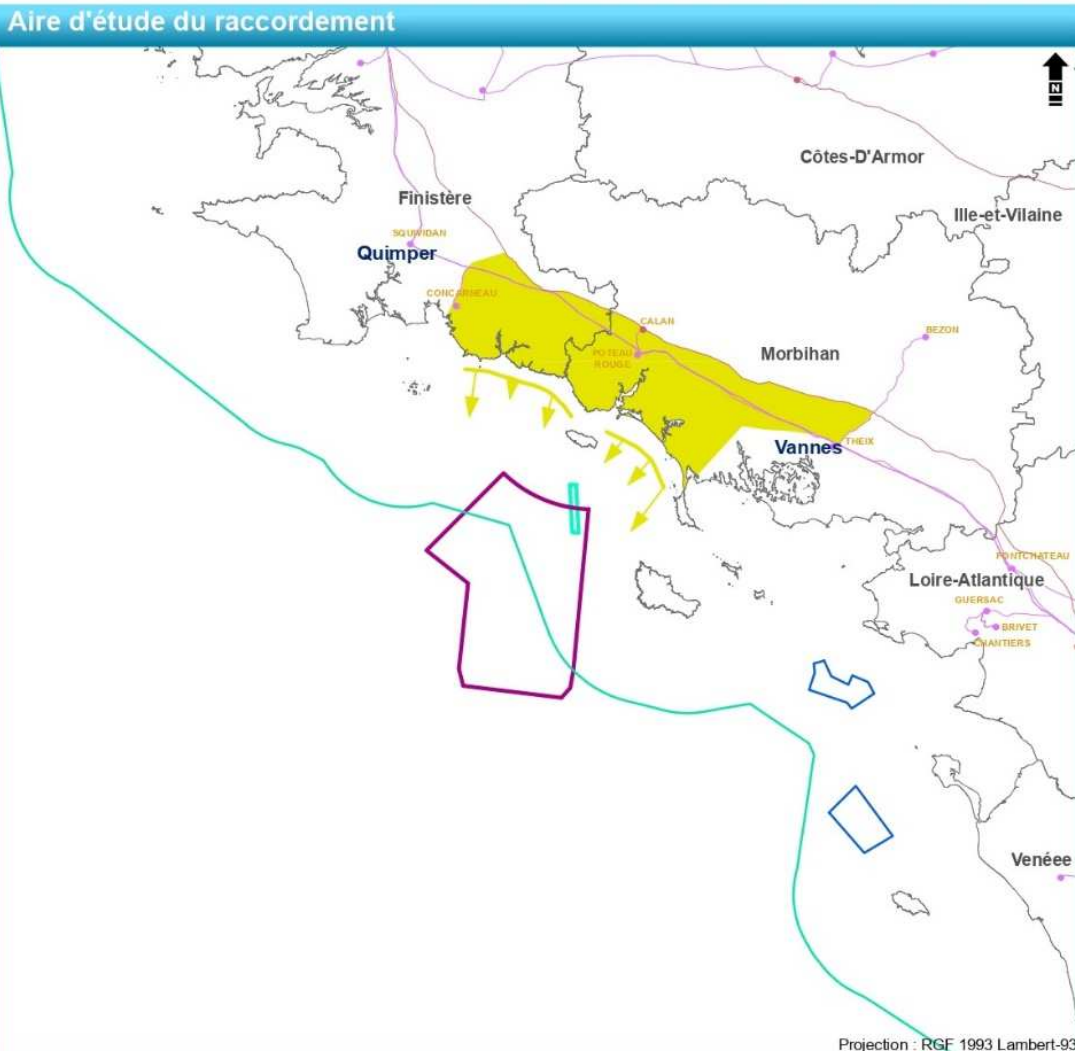 Aire d'étude du raccordement
N
Côtes-D'Armor
Finistère
Ille-et-Vilaine
SQUIVIDAN
Quimper
CONCARNEAU
CALAN
BEZON
POTEAU
ROUGE
Morbihan
Vannes
THEIX
PONTCHATEAU
Loire-Atlantique
GUERSAC
BRIVET
CHANTIERS
Venéee
Projection : RGF 1993 Lambert-93